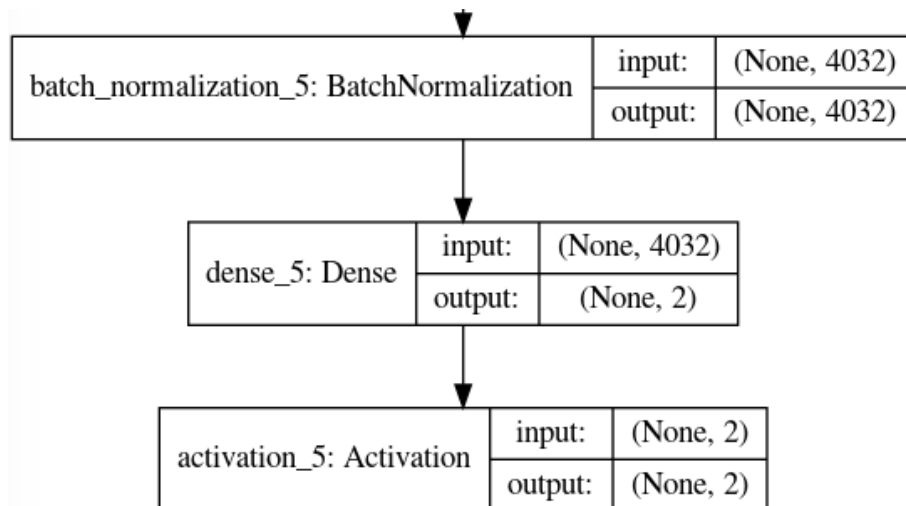 batch_normalization_5: BatchNormalization
input: (None, 4032)
output: (None, 4032)
dense_5: Dense
input: (None, 4032)
output: (None, 2)
activation_5: Activation
input: (None, 2)
output: (None, 2)